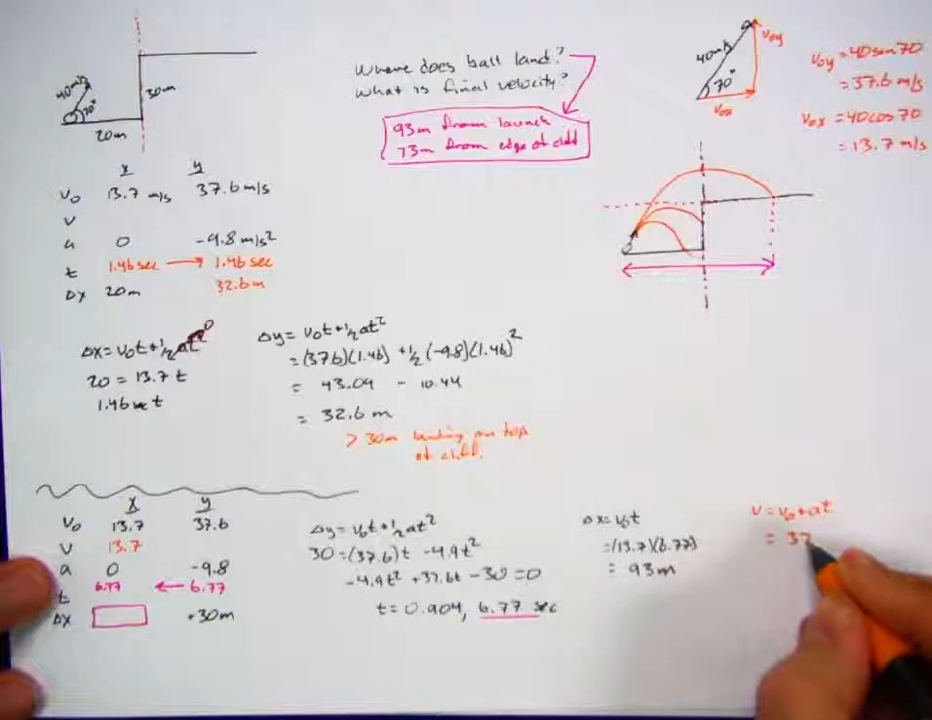 40m/s
70°
30m
20m
Where does ball land?
What is final velocity?
93m from launch
73m from edge of cliff
40m/s
70°
Voy
Vox
Voy = 40sin70
= 37.6 m/s
Vox = 40cos70
= 13.7 m/s
x y
Vo 13.7 m/s 37.6m/s
V
a 0 -9.8 m/s²
t 1.46 sec → 1.46 sec
Δx 20m 32.6m
Δx = Vot + ½at² 0
20 = 13.7 t
1.46 sec t
Δy = Vot + ½at²
= (37.6)(1.46) + ½(-9.8)(1.46)²
= 43.09 - 10.44
= 32.6 m
> 30m landing on top
of cliff.
x y
Vo 13.7 37.6
V 13.7
a 0 -9.8
t 6.77 ← 6.77
Δx +30m
Δy = Vot + ½at²
30 = (37.6)t - 4.9t²
-4.9t² + 37.6t - 30 = 0
t = 0.904, 6.77 sec
Δx = Vot
= (13.7)(6.77)
= 93m
V = Vo + at
= 37